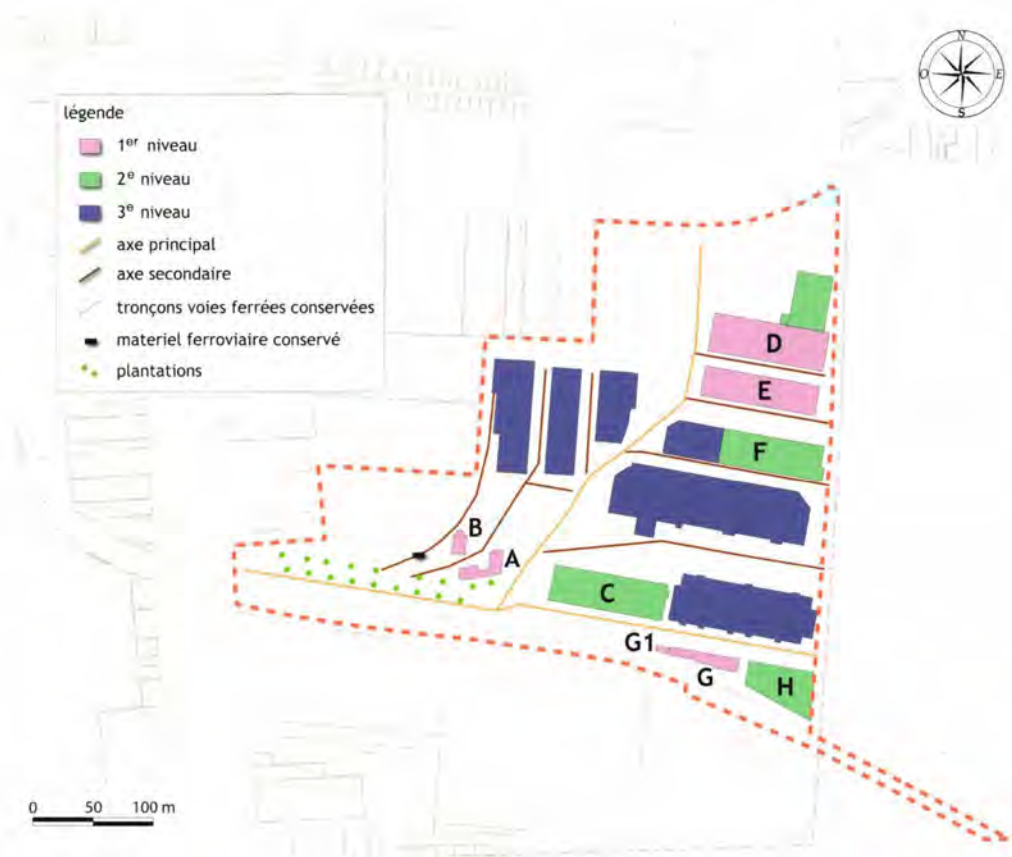 N
O
E
S
légende
1er niveau
2e niveau
3e niveau
axe principal
axe secondaire
tronçons voies ferrées conservées
materiel ferroviaire conservé
plantations
D
E
F
B
A
C
G1
G
H
0 50 100 m